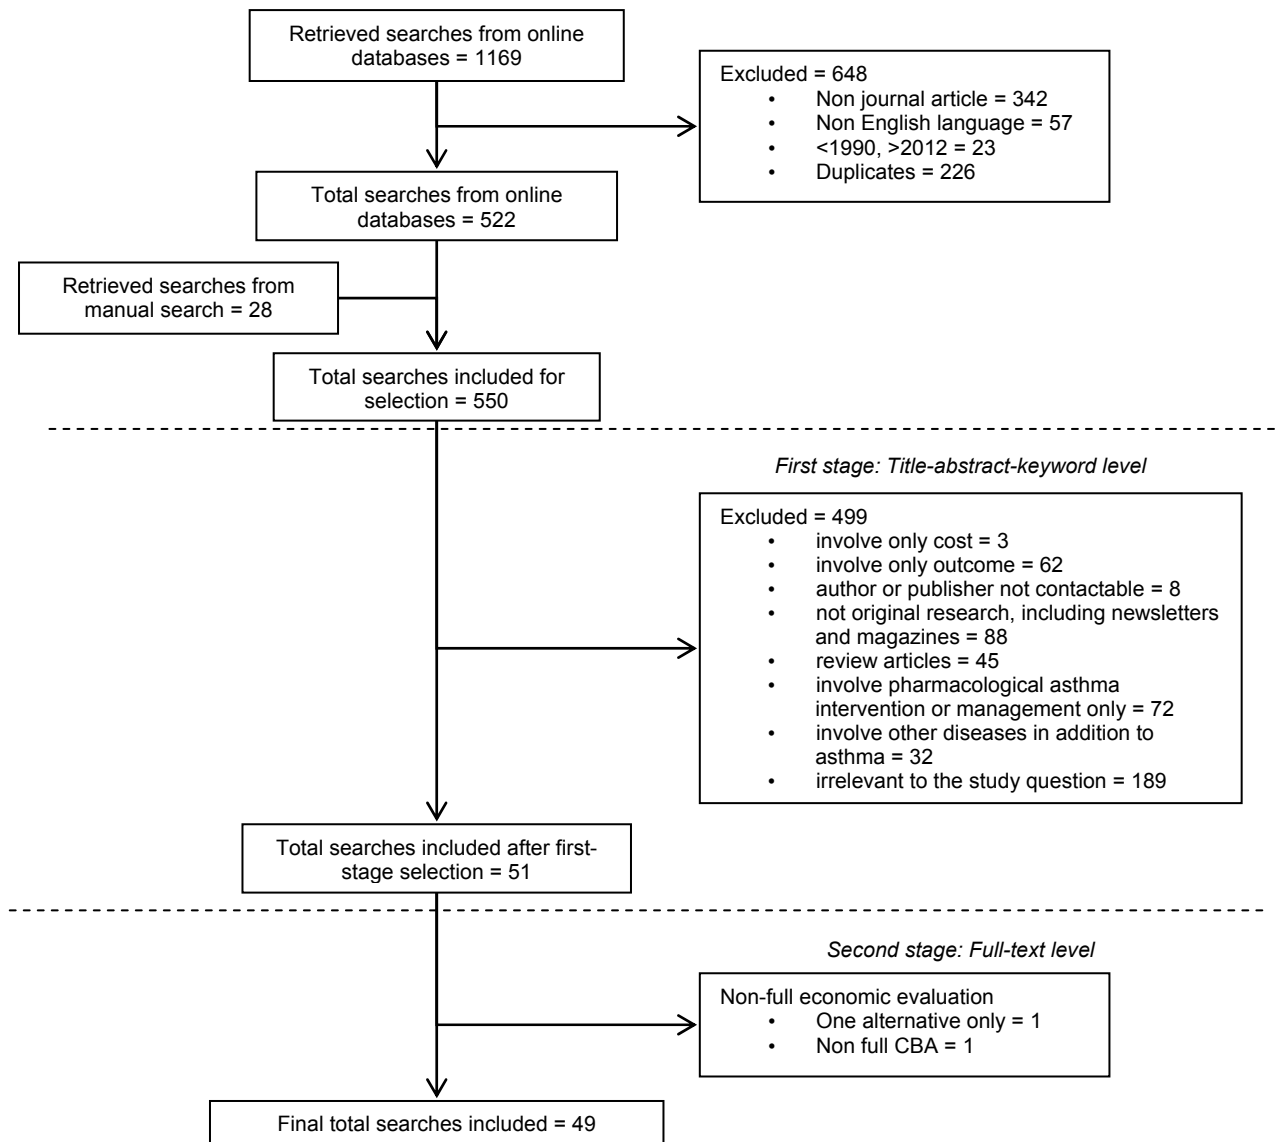 Retrieved searches from online
databases = 1169
Excluded = 648
• Non journal article = 342
• Non English language = 57
• <1990, >2012 = 23
• Duplicates = 226
Total searches from online
databases = 522
Retrieved searches from
manual search = 28
Total searches included for
selection = 550
First stage: Title-abstract-keyword level
Excluded = 499
• involve only cost = 3
• involve only outcome = 62
• author or publisher not contactable = 8
• not original research, including newsletters
and magazines = 88
• review articles = 45
• involve pharmacological asthma
intervention or management only = 72
• involve other diseases in addition to
asthma = 32
• irrelevant to the study question = 189
Total searches included after first-
stage selection = 51
Second stage: Full-text level
Non-full economic evaluation
• One alternative only = 1
• Non full CBA = 1
Final total searches included = 49